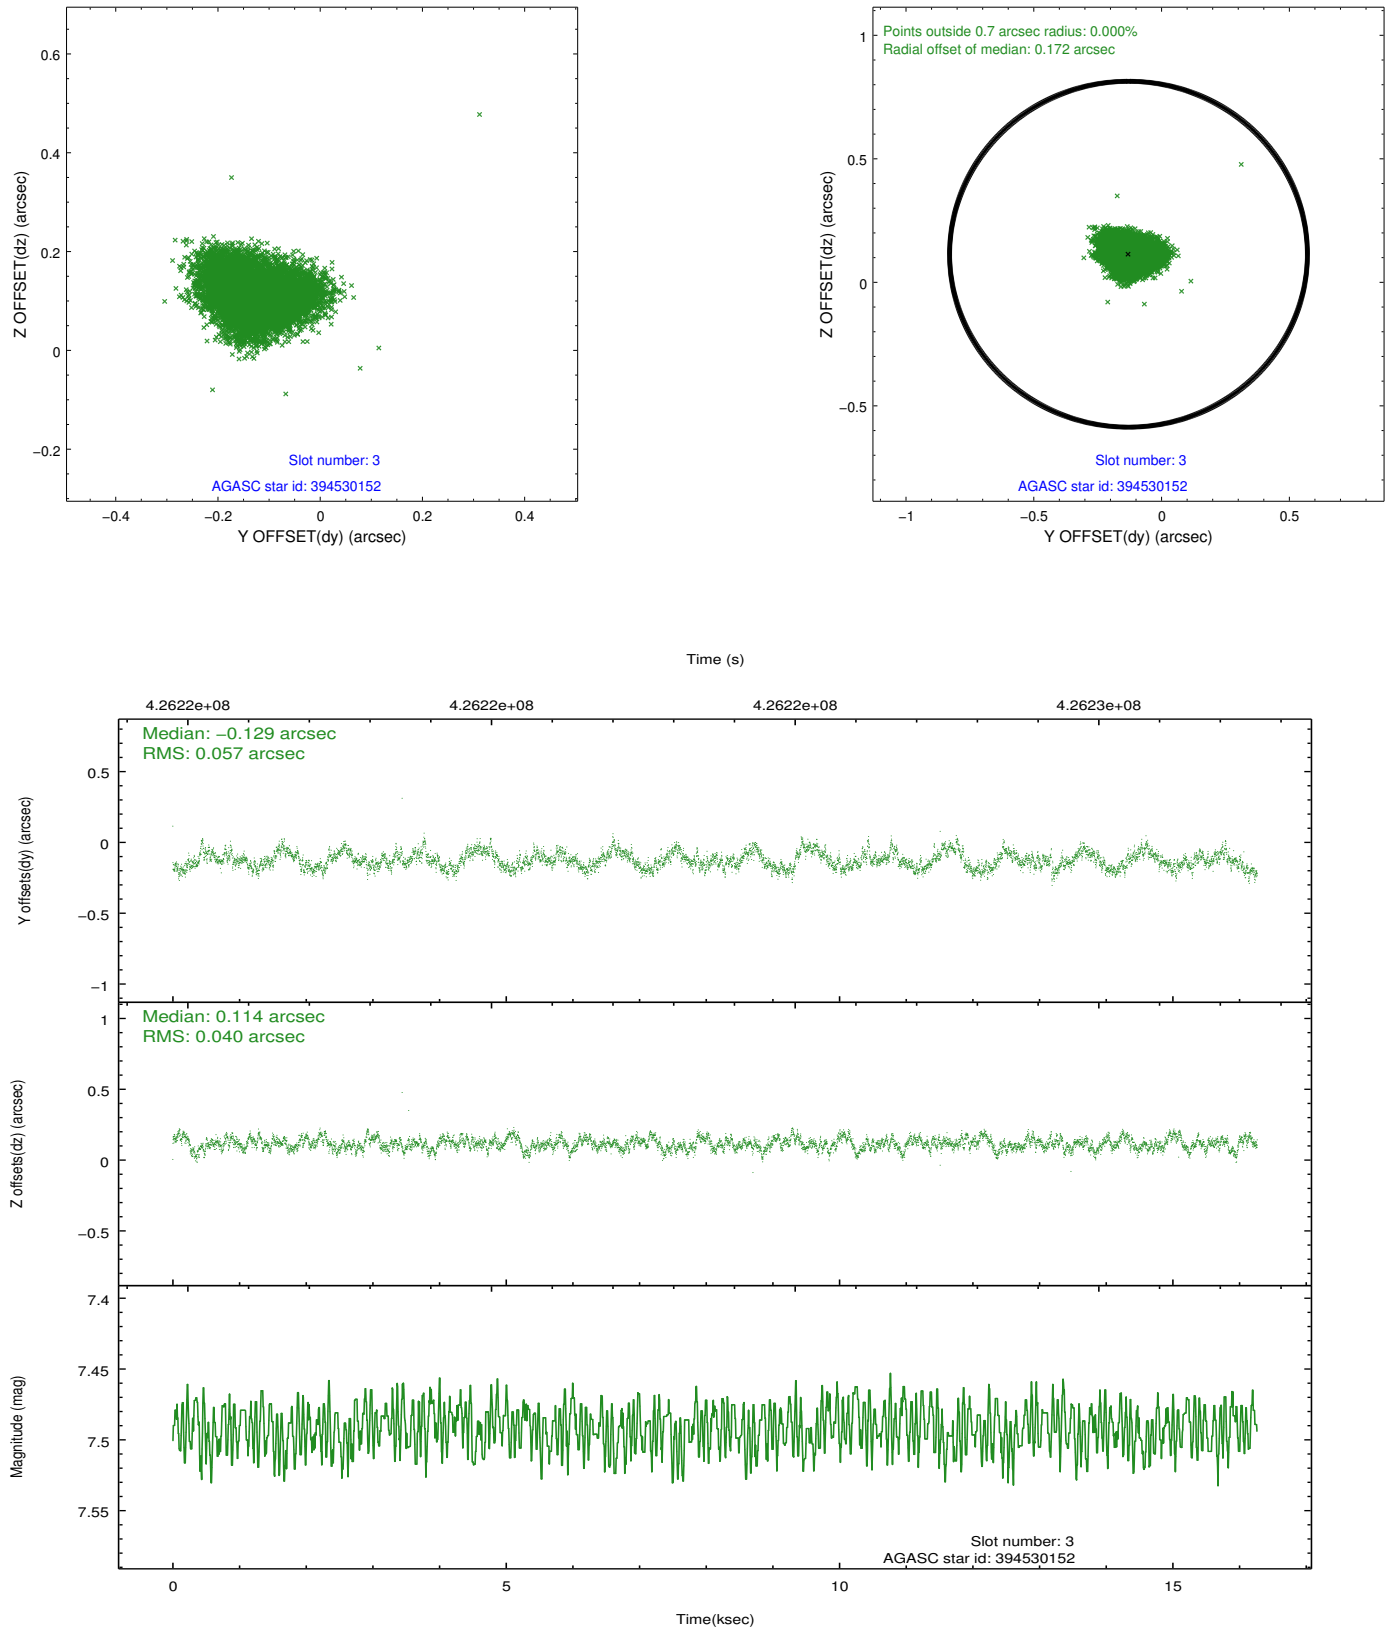 0.6
0.4
0.2
0
−0.2
Z OFFSET(dz) (arcsec)
Slot number: 3
AGASC star id: 394530152
−0.4
−0.2
0
0.2
0.4
Y OFFSET(dy) (arcsec)
Points outside 0.7 arcsec radius: 0.000%
Radial offset of median: 0.172 arcsec
1
0.5
0
−0.5
Z OFFSET(dz) (arcsec)
Slot number: 3
AGASC star id: 394530152
−1
−0.5
0
0.5
Y OFFSET(dy) (arcsec)
Time (s)
4.2622e+08
4.2622e+08
4.2622e+08
4.2623e+08
Median: −0.129 arcsec
RMS: 0.057 arcsec
0.5
0
−0.5
−1
Y offsets(dy) (arcsec)
Median: 0.114 arcsec
RMS: 0.040 arcsec
1
0.5
0
−0.5
Z offsets(dz) (arcsec)
7.4
7.45
7.5
7.55
Magnitude (mag)
Slot number: 3
AGASC star id: 394530152
0
5
10
15
Time(ksec)